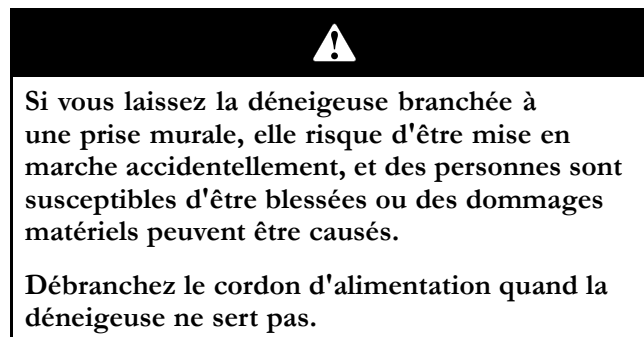 Si vous laissez la déneigeuse branchée à
une prise murale, elle risque d'être mise en
marche accidentellement, et des personnes sont
susceptibles d'être blessées ou des dommages
matériels peuvent être causés.
Débranchez le cordon d'alimentation quand la
déneigeuse ne sert pas.